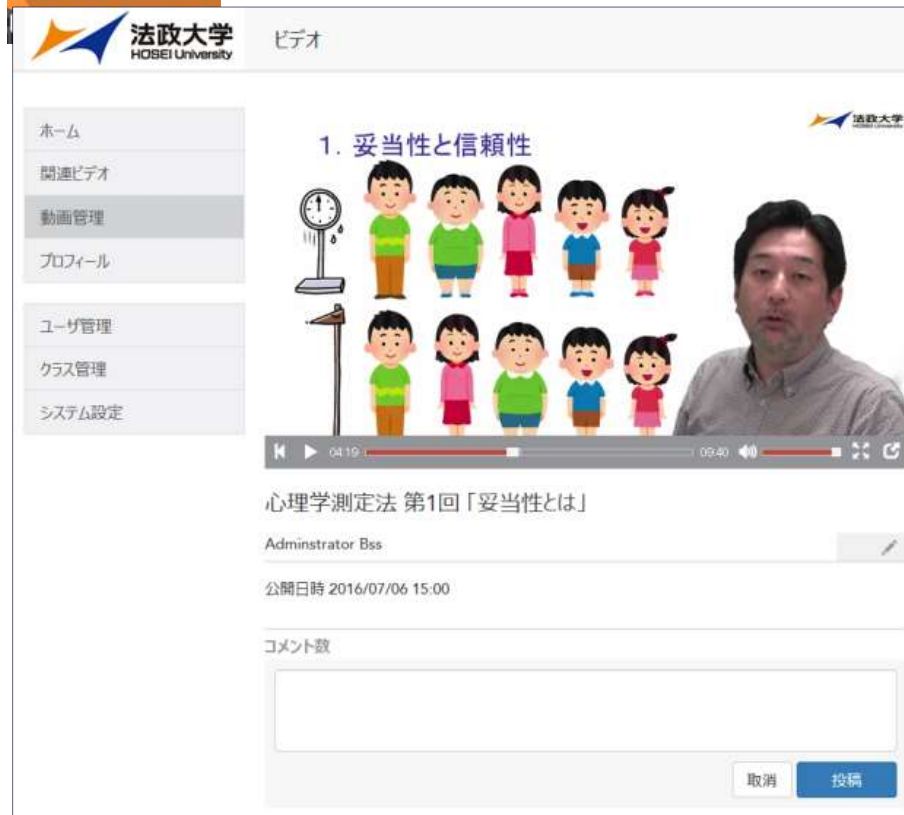 法政大学
HOSEI University
ビデオ
ホーム
関連ビデオ
動画管理
プロフィール
ユーザ管理
クラス管理
システム設定
法政大学
HOSEI University
1. 妥当性と信頼性
04:19
09:40
心理学測定法 第1回「妥当性とは」
Adminstrator Bss
公開日時 2016/07/06 15:00
コメント数
取消
投稿